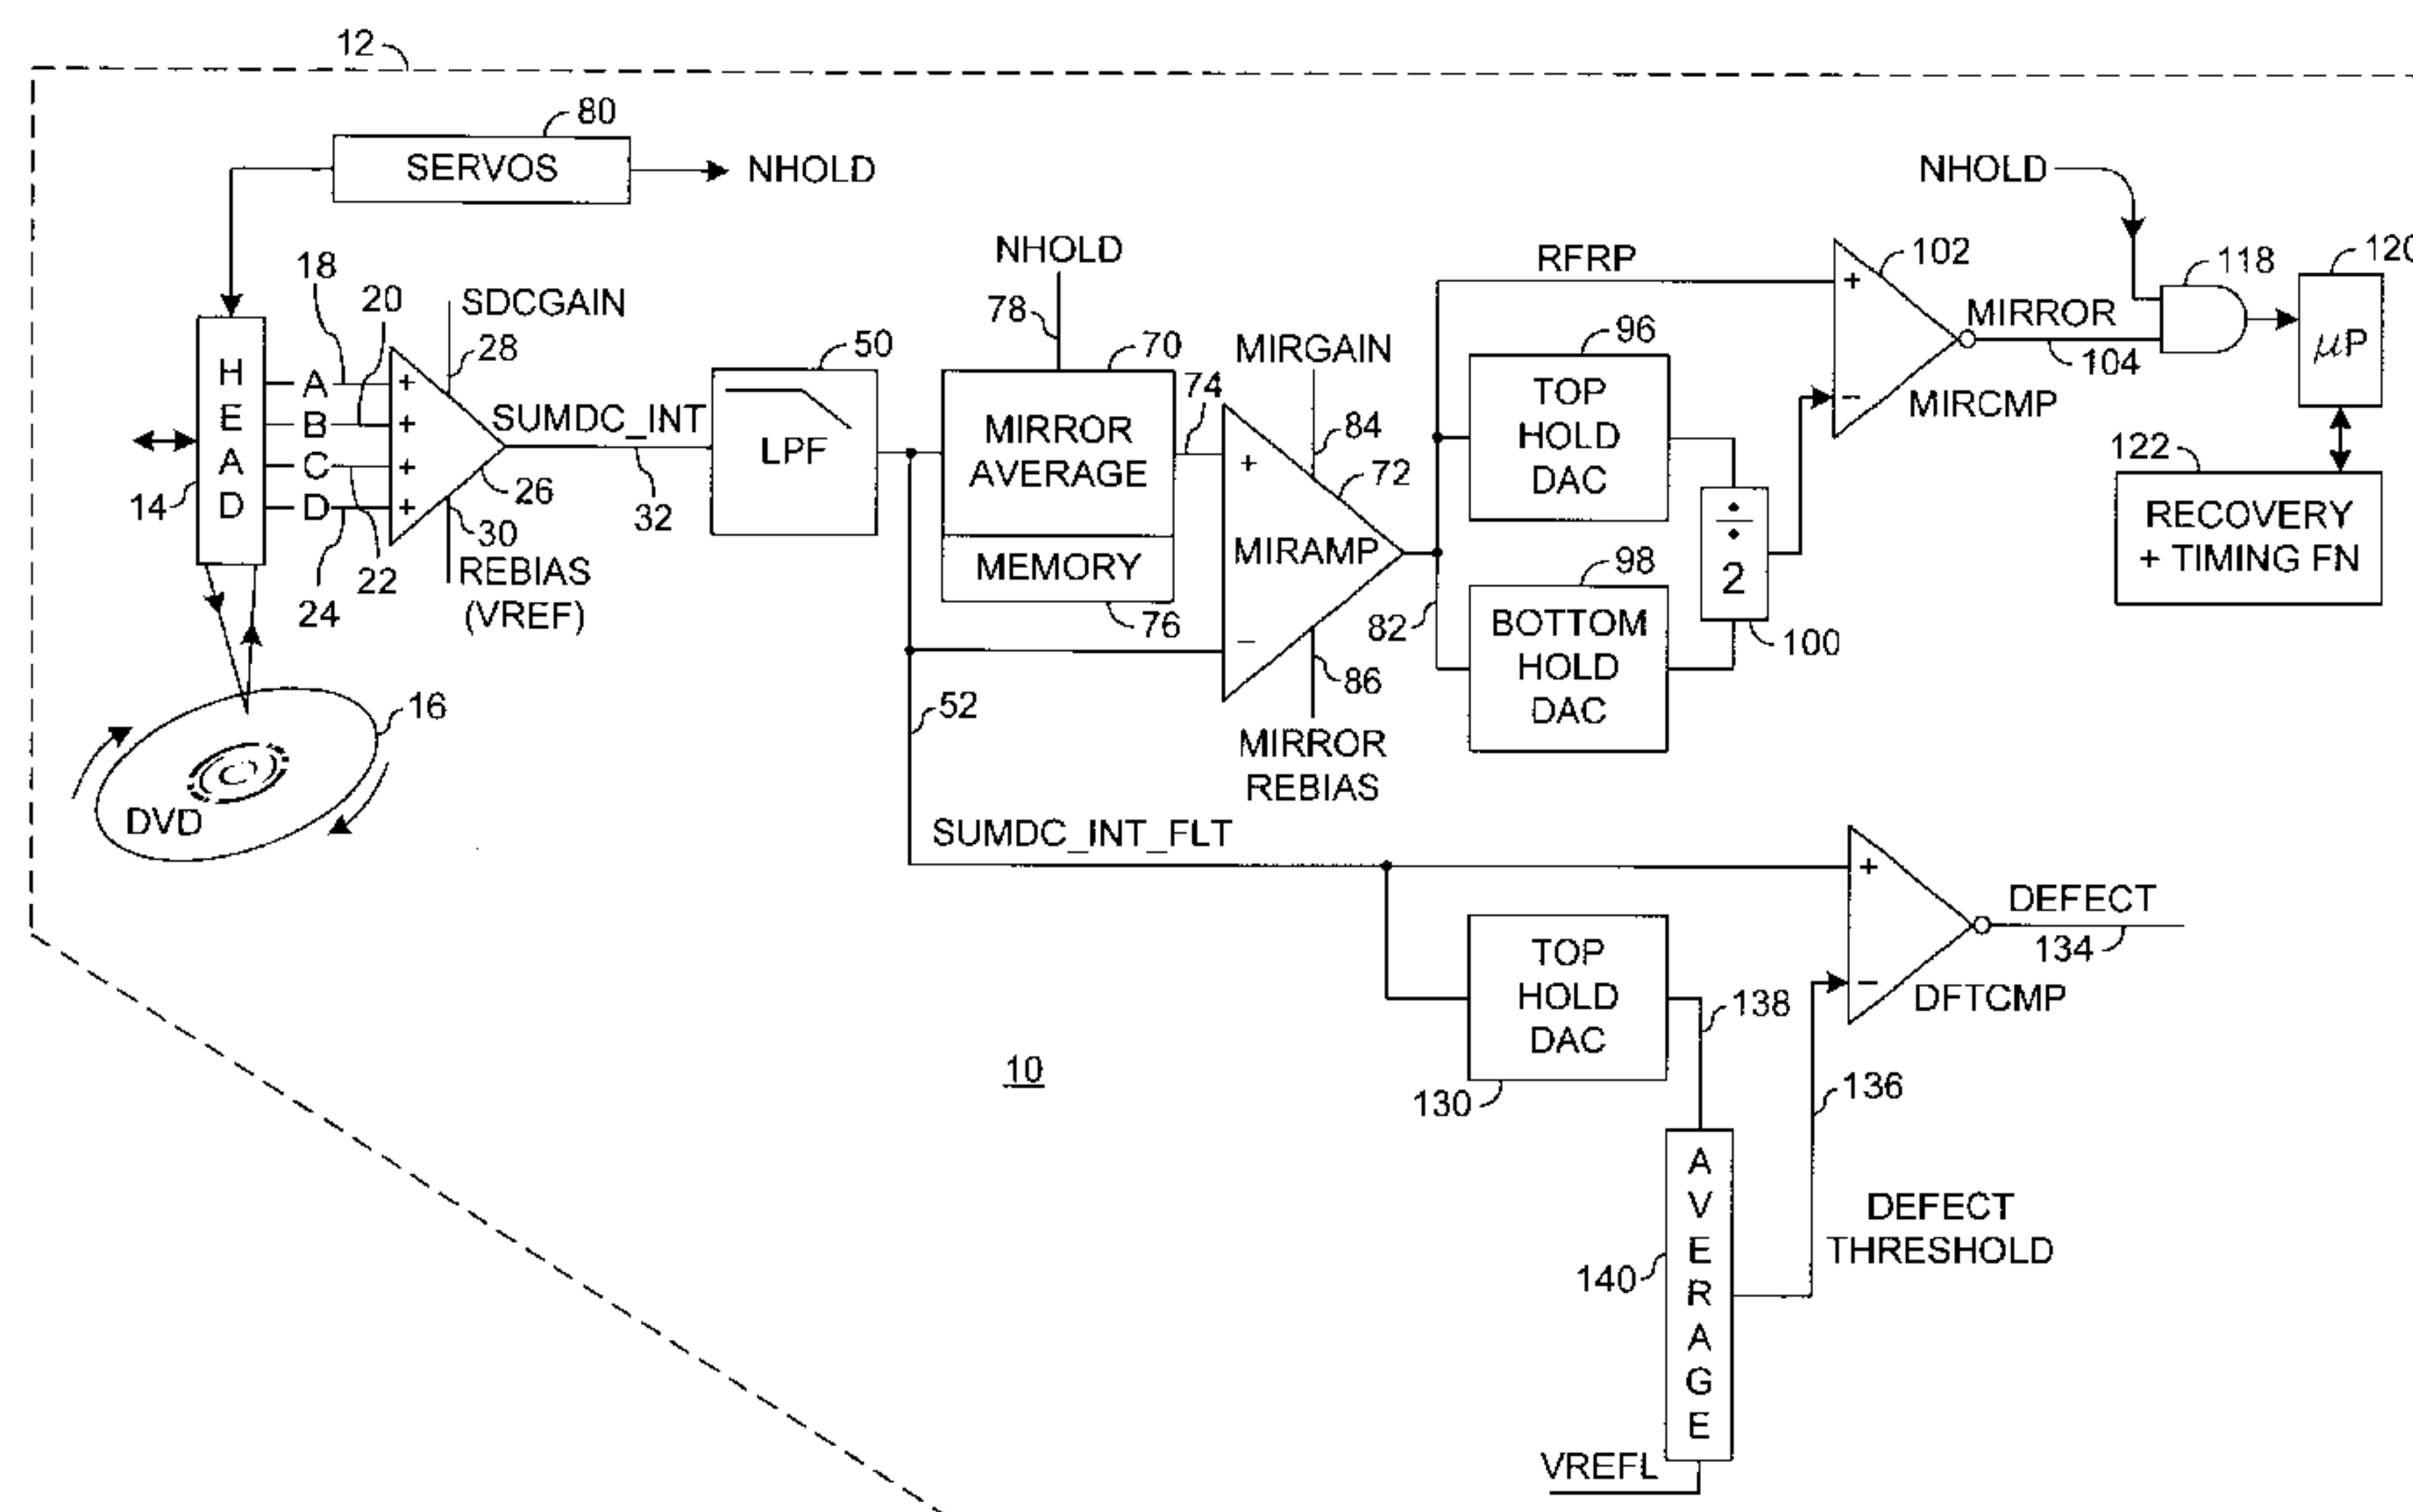 12
80
SERVOS
NHOLD
NHOLD
102
118
120
μP
18
20
SDCGAIN
28
H
E
A
D
14
A
B
C
D
+
+
+
+
26
30
REBIAS
(VREF)
22
24
SUMDC_INT
32
50
LPF
NHOLD
78
70
MIRROR
AVERAGE
MEMORY
76
74
MIRGAIN
84
72
+
MIRAMP
−
86
MIRROR
REBIAS
82
RFRP
96
TOP
HOLD
DAC
98
BOTTOM
HOLD
DAC
÷
2
100
+
−
MIRROR
104
MIRCMP
122
RECOVERY
+ TIMING FN
16
DVD
52
SUMDC_INT_FLT
+
−
DEFECT
134
DFTCMP
TOP
HOLD
DAC
130
138
136
10
A
V
E
R
A
G
E
140
DEFECT
THRESHOLD
VREFL